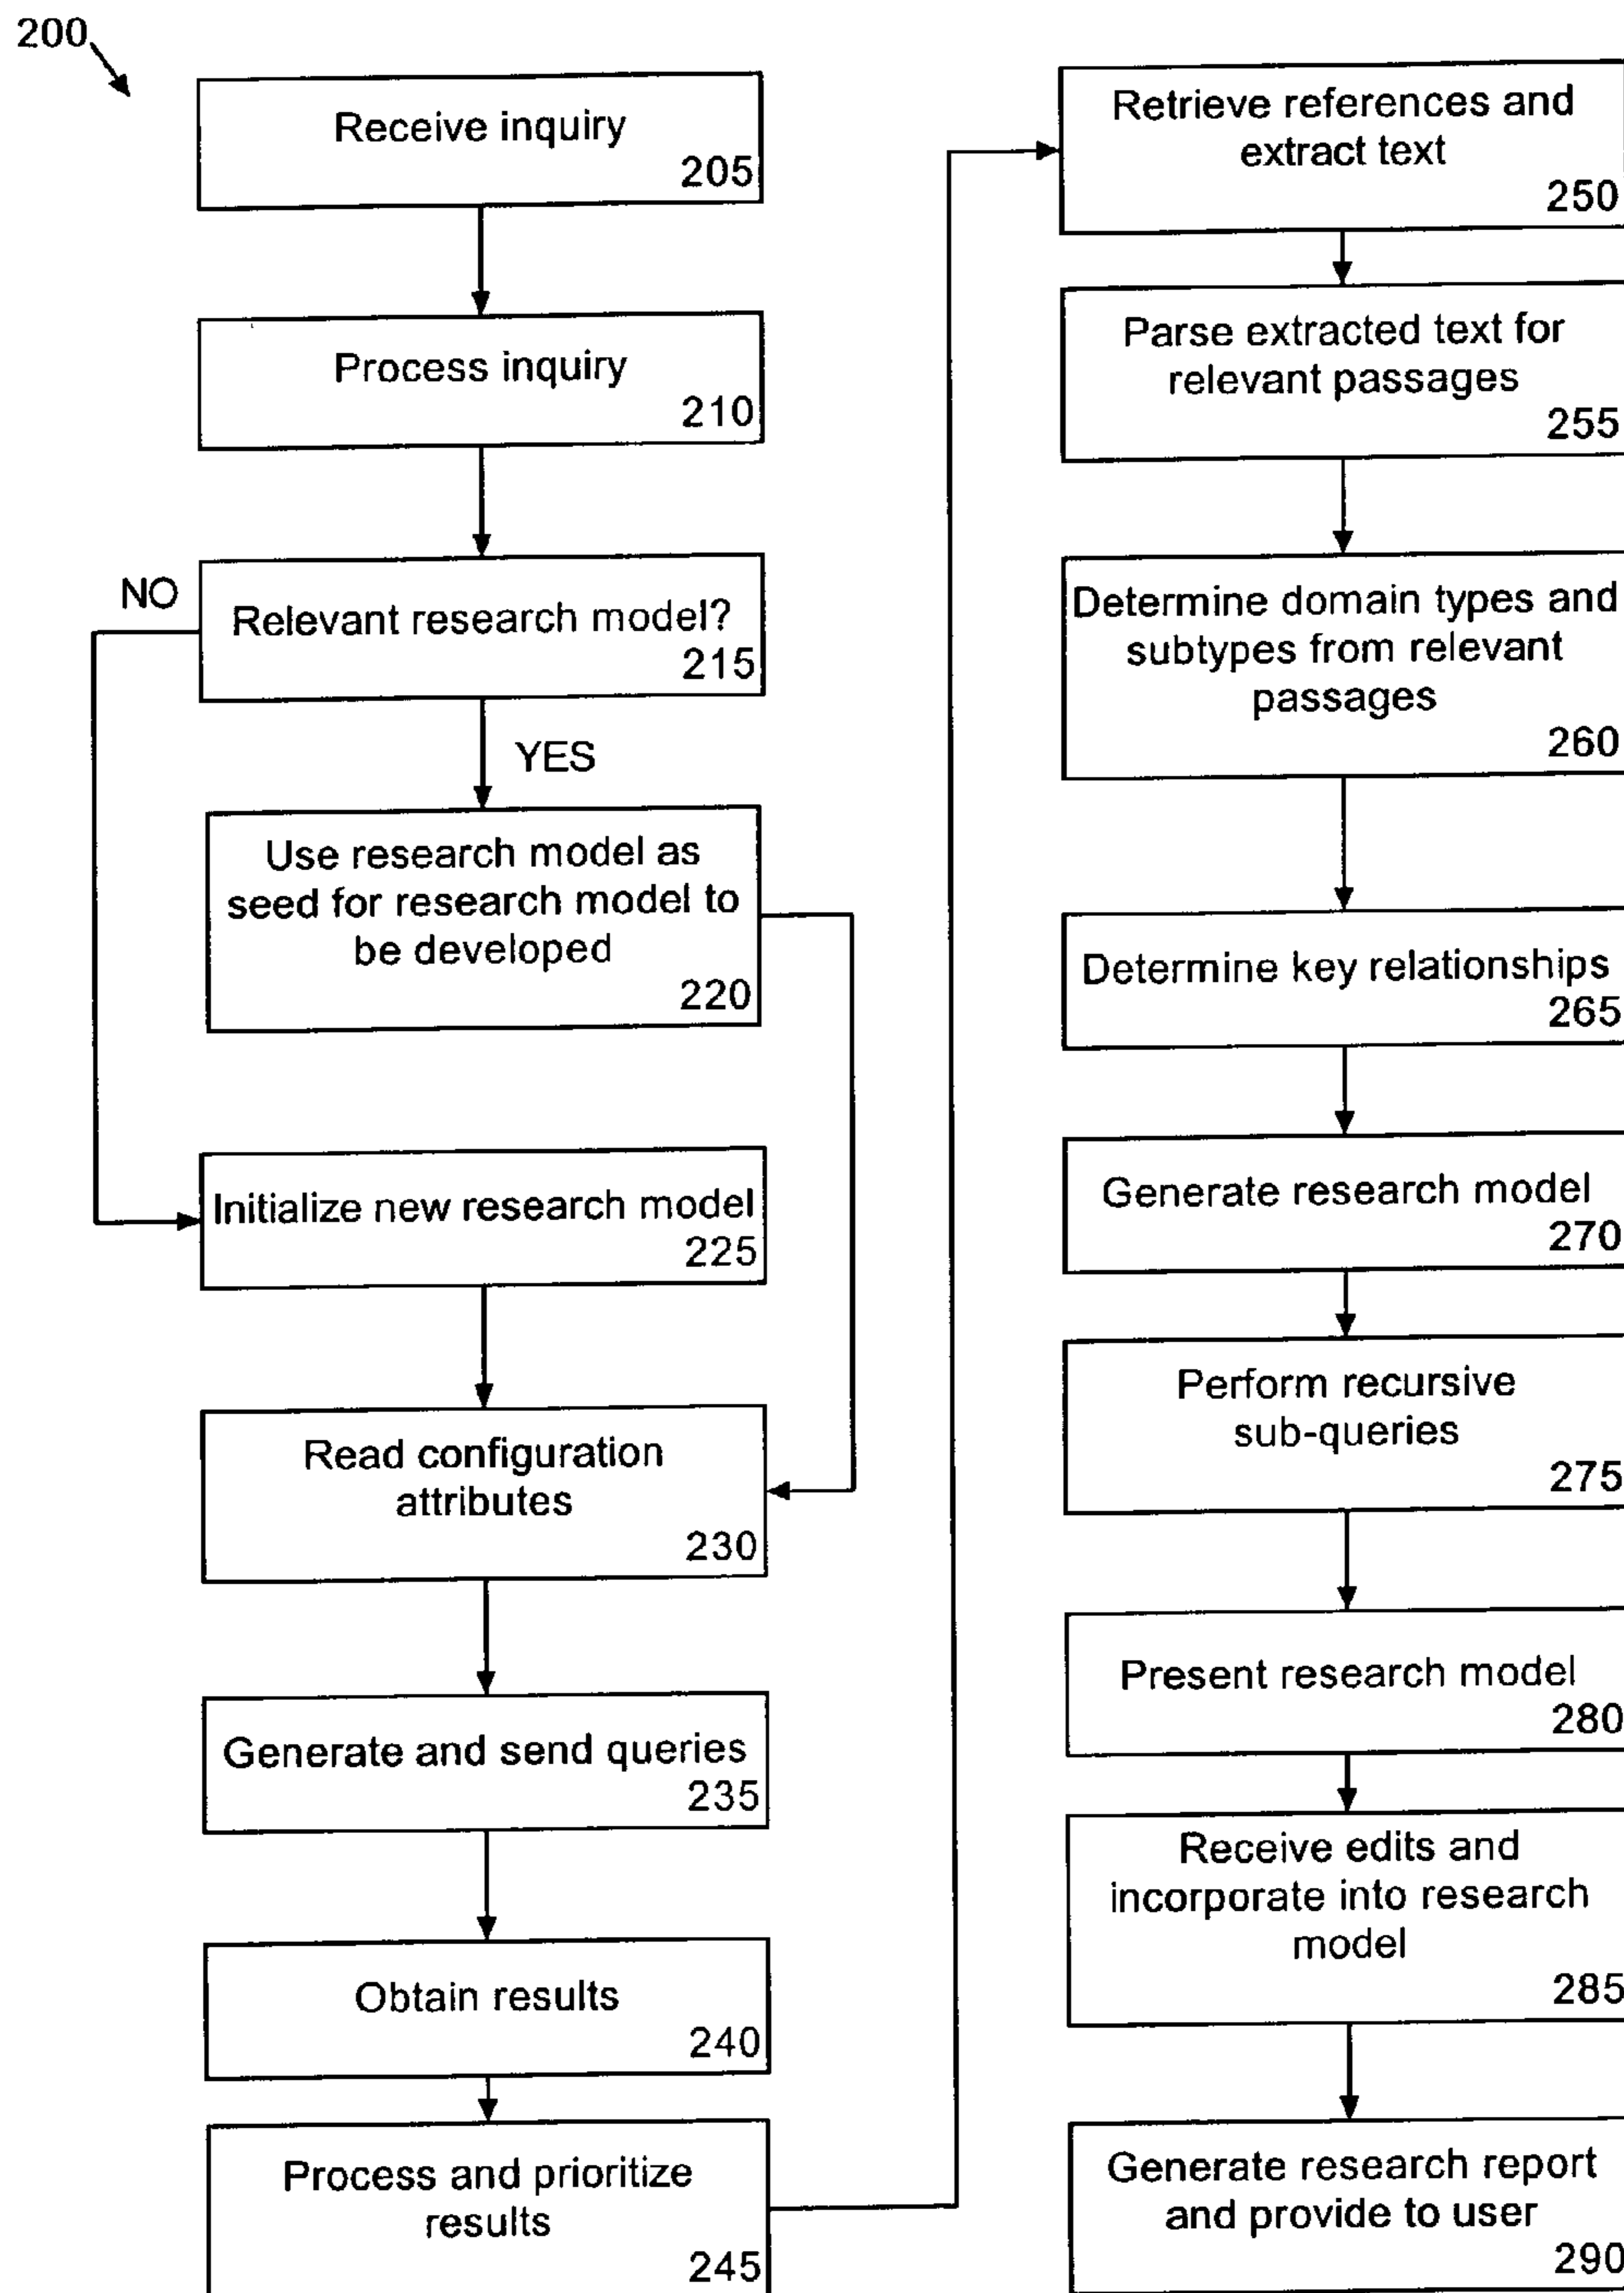 200
Receive inquiry
205
Process inquiry
210
NO
Relevant research model?
215
YES
Use research model as
seed for research model to
be developed
220
Initialize new research model
225
Read configuration
attributes
230
Generate and send queries
235
Obtain results
240
Process and prioritize
results
245
Retrieve references and
extract text
250
Parse extracted text for
relevant passages
255
Determine domain types and
subtypes from relevant
passages
260
Determine key relationships
265
Generate research model
270
Perform recursive
sub-queries
275
Present research model
280
Receive edits and
incorporate into research
model
285
Generate research report
and provide to user
290